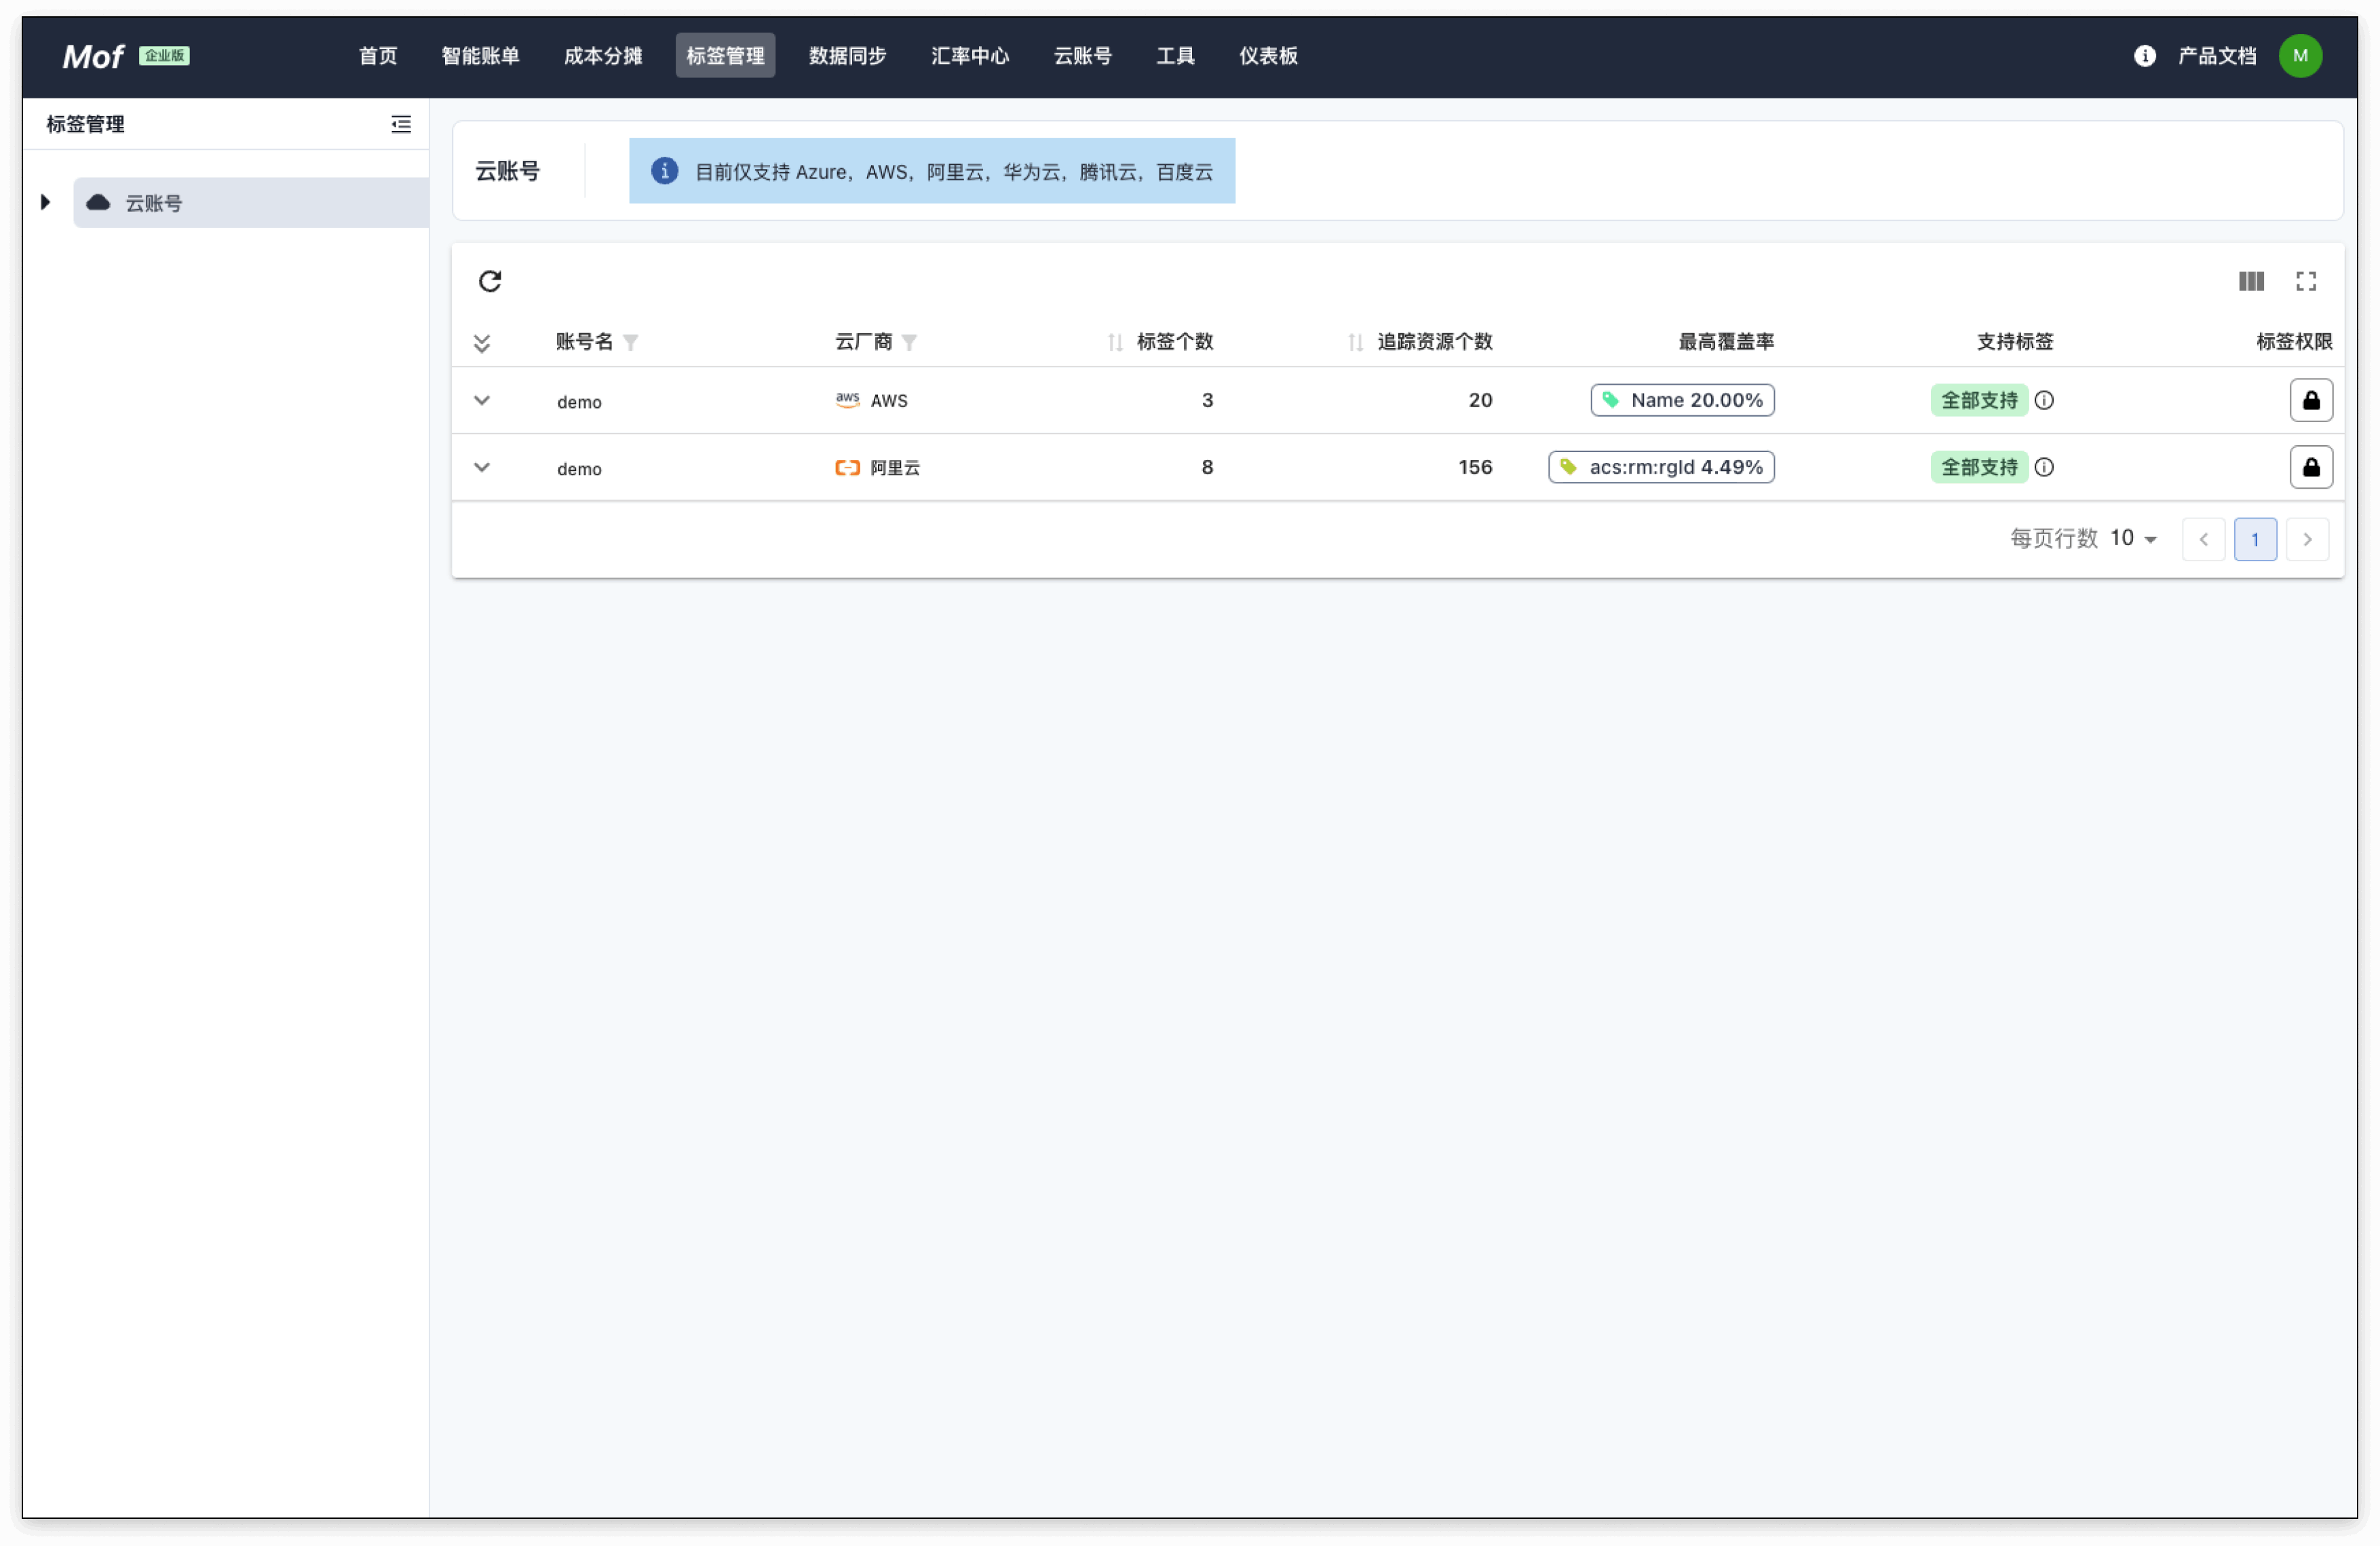 Mof 企业版 首页 智能账单 成本分摊 标签管理 数据同步 汇率中心 云账号 工具 仪表板 产品文档 M
标签管理
云账号
云账号 目前仅支持 Azure，AWS，阿里云，华为云，腾讯云，百度云
账号名 云厂商 标签个数 追踪资源个数 最高覆盖率 支持标签 标签权限
demo aws AWS 3 20 Name 20.00% 全部支持
demo 阿里云 8 156 acs:rm:rgId 4.49% 全部支持
每页行数 10 1